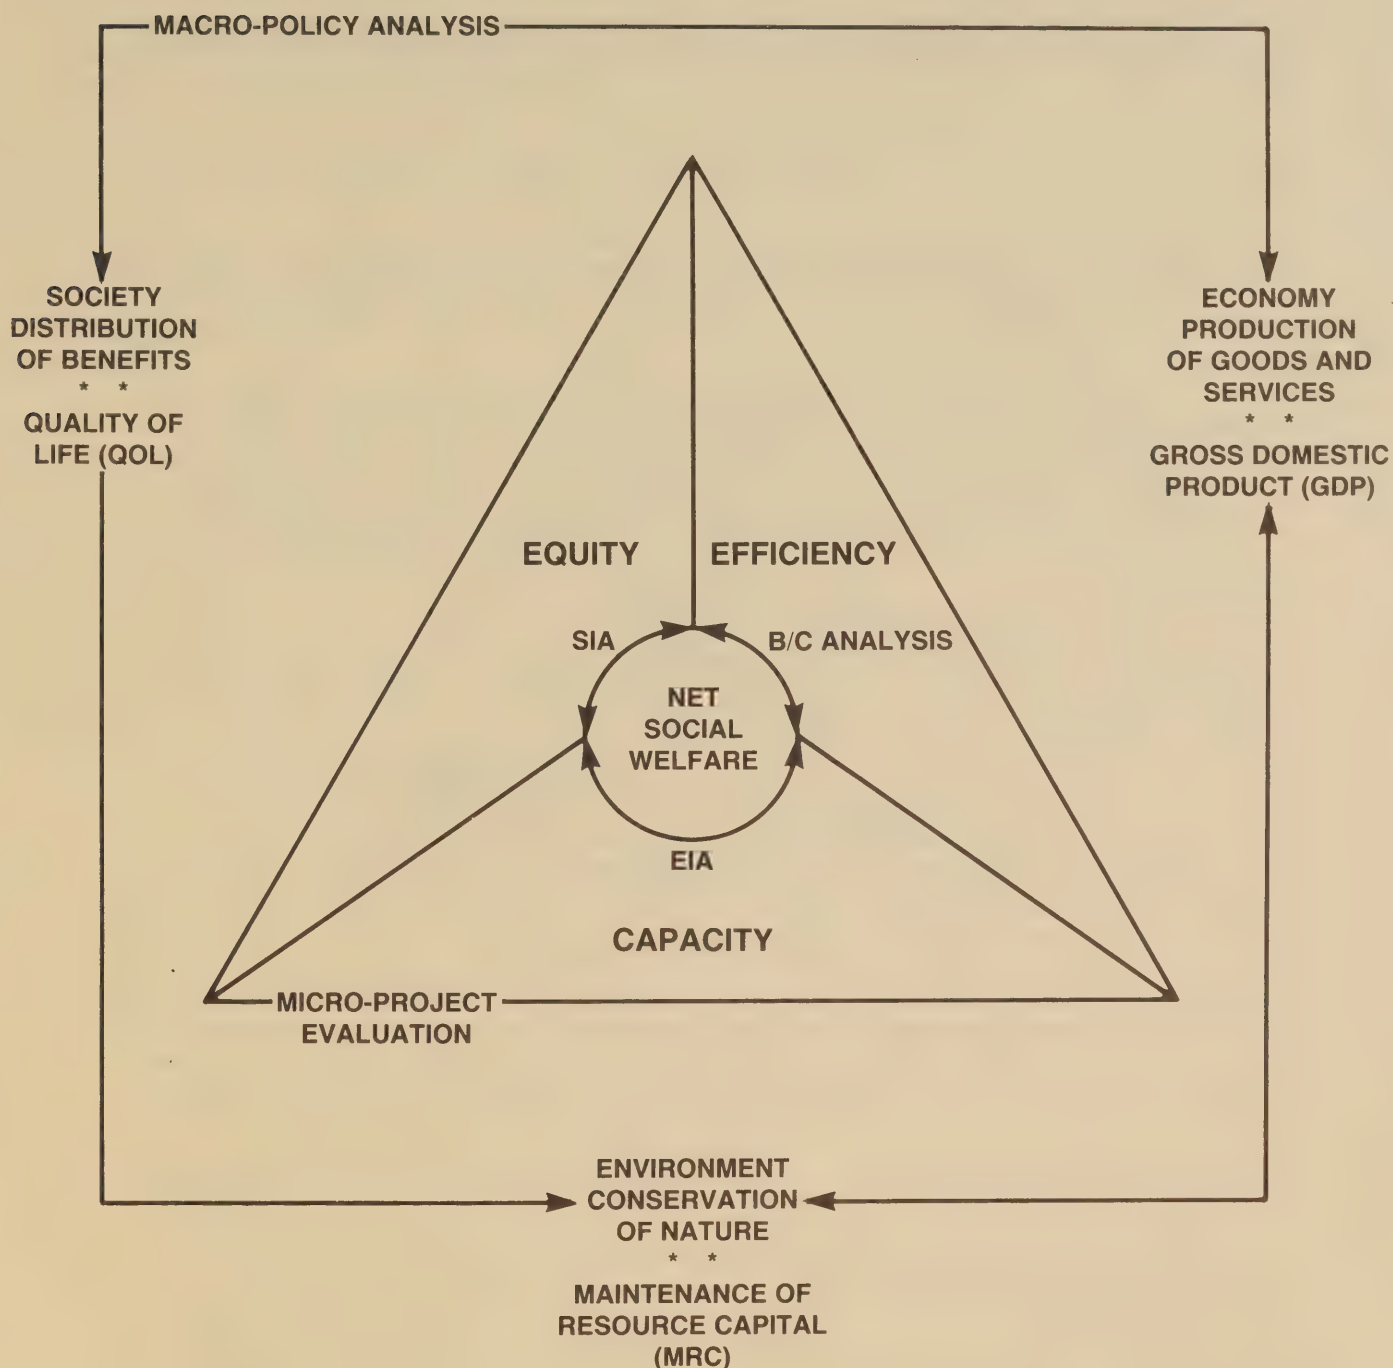 MACRO-POLICY ANALYSIS
SOCIETY
DISTRIBUTION
OF BENEFITS
* *
QUALITY OF
LIFE (QOL)
ECONOMY
PRODUCTION
OF GOODS AND
SERVICES
* *
GROSS DOMESTIC
PRODUCT (GDP)
EQUITY
EFFICIENCY
SIA
B/C ANALYSIS
NET
SOCIAL
WELFARE
EIA
CAPACITY
MICRO-PROJECT
EVALUATION
ENVIRONMENT
CONSERVATION
OF NATURE
* *
MAINTENANCE OF
RESOURCE CAPITAL
(MRC)